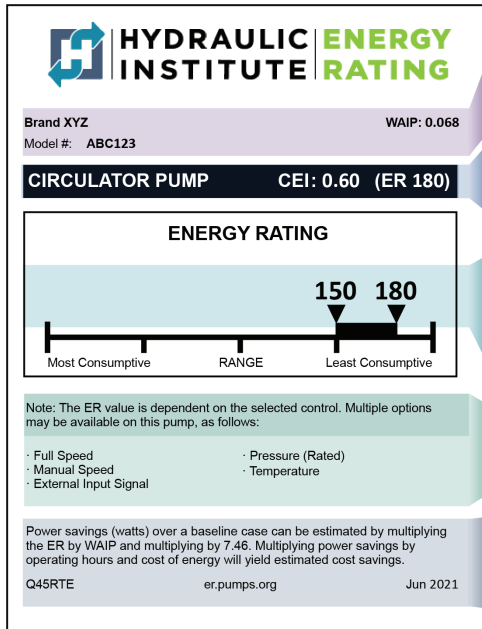 HYDRAULIC ENERGY
INSTITUTE RATING
Brand XYZ WAIP: 0.068
Model #: ABC123
CIRCULATOR PUMP CEI: 0.60 (ER 180)
ENERGY RATING
150 180
Most Consumptive RANGE Least Consumptive
Note: The ER value is dependent on the selected control. Multiple options
may be available on this pump, as follows:
· Full Speed · Pressure (Rated)
· Manual Speed · Temperature
· External Input Signal
Power savings (watts) over a baseline case can be estimated by multiplying
the ER by WAIP and multiplying by 7.46. Multiplying power savings by
operating hours and cost of energy will yield estimated cost savings.
Q45RTE er.pumps.org Jun 2021